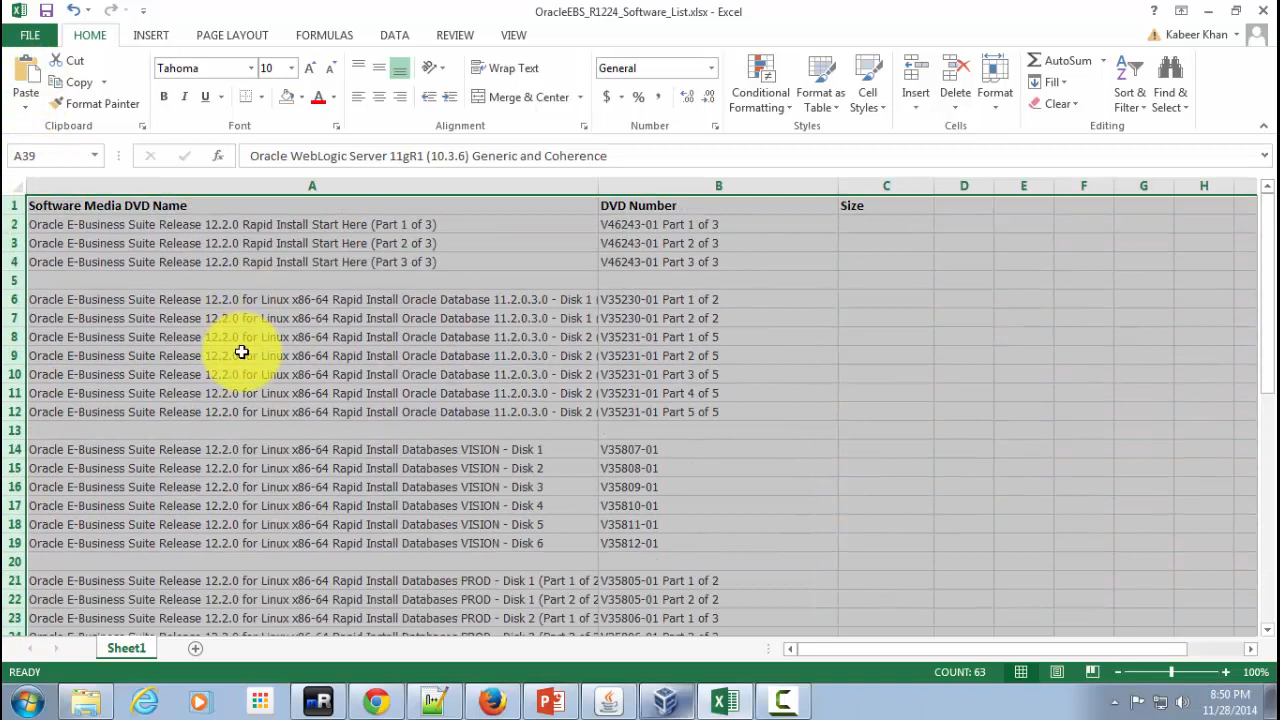 OracleEBS_R1224_Software_List.xlsx - Excel
?
FILE HOME INSERT PAGE LAYOUT FORMULAS DATA REVIEW VIEW Kabeer Khan
Paste Cut Copy Format Painter
Tahoma 10 B I U A
Wrap Text Merge & Center
General $ % ,
Conditional Formatting Format as Table Cell Styles
Insert Delete Format
AutoSum Fill Clear Sort & Filter Find & Select
Clipboard Font Alignment Number Styles Cells Editing
A39 fx Oracle WebLogic Server 11gR1 (10.3.6) Generic and Coherence
A B C D E F G H
1 Software Media DVD Name DVD Number Size
2 Oracle E-Business Suite Release 12.2.0 Rapid Install Start Here (Part 1 of 3) V46243-01 Part 1 of 3
3 Oracle E-Business Suite Release 12.2.0 Rapid Install Start Here (Part 2 of 3) V46243-01 Part 2 of 3
4 Oracle E-Business Suite Release 12.2.0 Rapid Install Start Here (Part 3 of 3) V46243-01 Part 3 of 3
5
6 Oracle E-Business Suite Release 12.2.0 for Linux x86-64 Rapid Install Oracle Database 11.2.0.3.0 - Disk 1 ( V35230-01 Part 1 of 2
7 Oracle E-Business Suite Release 12.2.0 for Linux x86-64 Rapid Install Oracle Database 11.2.0.3.0 - Disk 1 ( V35230-01 Part 2 of 2
8 Oracle E-Business Suite Release 12.2.0 for Linux x86-64 Rapid Install Oracle Database 11.2.0.3.0 - Disk 2 ( V35231-01 Part 1 of 5
9 Oracle E-Business Suite Release 12.2.0 for Linux x86-64 Rapid Install Oracle Database 11.2.0.3.0 - Disk 2 ( V35231-01 Part 2 of 5
10 Oracle E-Business Suite Release 12.2.0 for Linux x86-64 Rapid Install Oracle Database 11.2.0.3.0 - Disk 2 ( V35231-01 Part 3 of 5
11 Oracle E-Business Suite Release 12.2.0 for Linux x86-64 Rapid Install Oracle Database 11.2.0.3.0 - Disk 2 ( V35231-01 Part 4 of 5
12 Oracle E-Business Suite Release 12.2.0 for Linux x86-64 Rapid Install Oracle Database 11.2.0.3.0 - Disk 2 ( V35231-01 Part 5 of 5
13
14 Oracle E-Business Suite Release 12.2.0 for Linux x86-64 Rapid Install Databases VISION - Disk 1 V35807-01
15 Oracle E-Business Suite Release 12.2.0 for Linux x86-64 Rapid Install Databases VISION - Disk 2 V35808-01
16 Oracle E-Business Suite Release 12.2.0 for Linux x86-64 Rapid Install Databases VISION - Disk 3 V35809-01
17 Oracle E-Business Suite Release 12.2.0 for Linux x86-64 Rapid Install Databases VISION - Disk 4 V35810-01
18 Oracle E-Business Suite Release 12.2.0 for Linux x86-64 Rapid Install Databases VISION - Disk 5 V35811-01
19 Oracle E-Business Suite Release 12.2.0 for Linux x86-64 Rapid Install Databases VISION - Disk 6 V35812-01
20
21 Oracle E-Business Suite Release 12.2.0 for Linux x86-64 Rapid Install Databases PROD - Disk 1 (Part 1 of 2 V35805-01 Part 1 of 2
22 Oracle E-Business Suite Release 12.2.0 for Linux x86-64 Rapid Install Databases PROD - Disk 1 (Part 2 of 2 V35805-01 Part 2 of 2
23 Oracle E-Business Suite Release 12.2.0 for Linux x86-64 Rapid Install Databases PROD - Disk 2 (Part 1 of 3 V35806-01 Part 1 of 3
Sheet1
READY COUNT: 63 100%
8:50 PM
11/28/2014